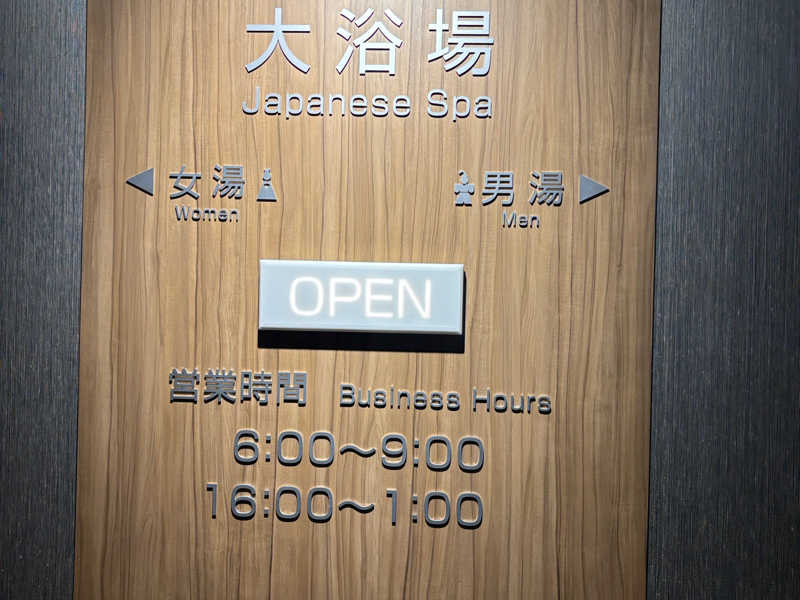 大浴場
Japanese Spa
◀ 女湯
Women
男湯 ▶
Men
OPEN
営業時間 Business Hours
6:00〜9:00
16:00〜1:00